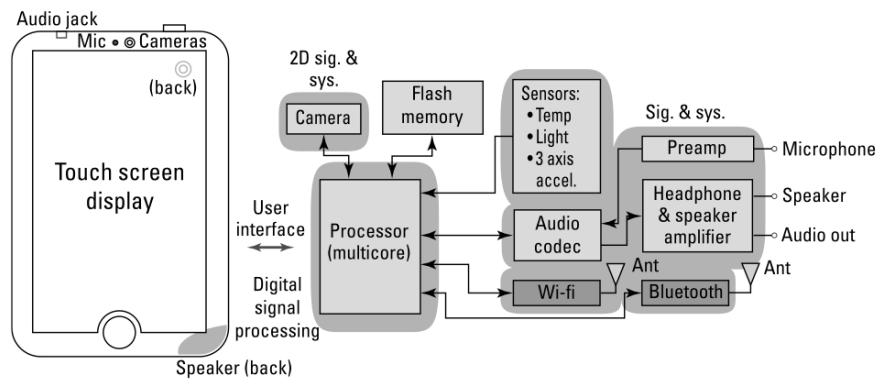 Audio jack
Mic
Cameras
(back)
Touch screen
display
Speaker (back)
User
interface
Digital
signal
processing
2D sig. &
sys.
Camera
Flash
memory
Processor
(multicore)
Sensors:
•Temp
•Light
•3 axis
accel.
Sig. & sys.
Preamp
Microphone
Headphone
& speaker
amplifier
Speaker
Audio out
Audio
codec
Wi-fi
Ant
Bluetooth
Ant